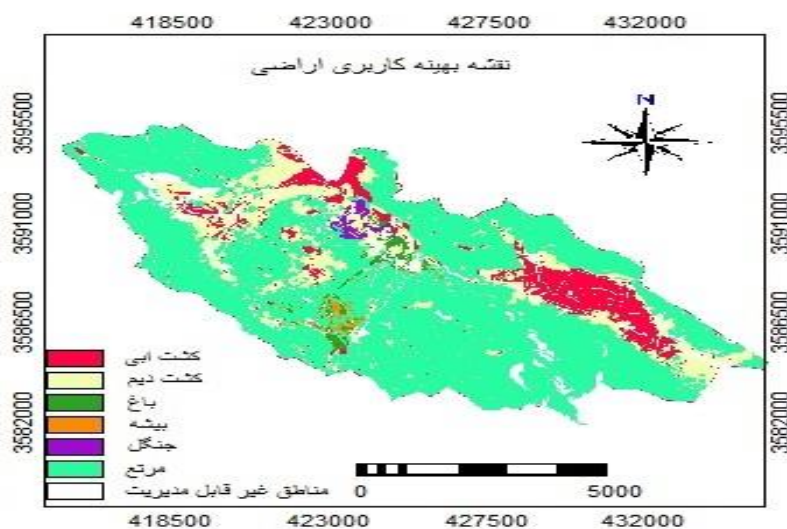 418500 423000 427500 432000
نقشه بهینه کاربری اراضی
N
3595500
3595500
3591000
3591000
3586500
3586500
3582000
3582000
کشت ابی
کشت دیم
باغ
بیشه
جنگل
مرتع
مناطق غیر قابل مدیریت
0 5000
418500 423000 427500 432000